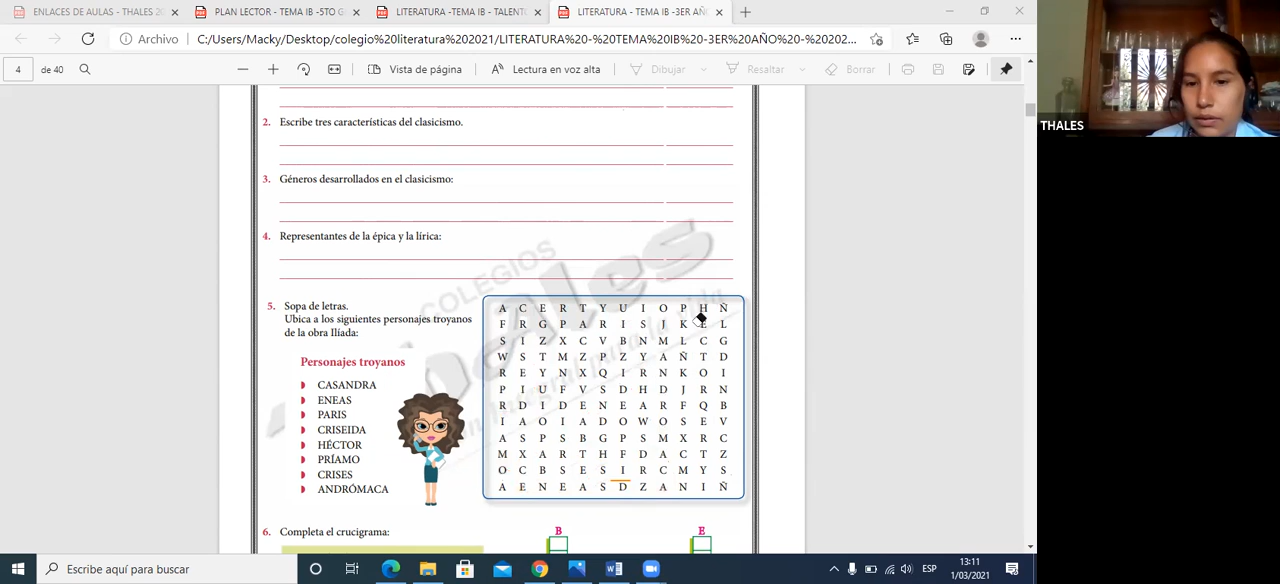 ENLACES DE AULAS - THALES 20
PLAN LECTOR - TEMA IB -5TO G
LITERATURA -TEMA IB - TALENT
LITERATURA - TEMA IB -3ER AÑ
Archivo
C:/Users/Macky/Desktop/colegio%20literatura%202021/LITERATURA%20-%20TEMA%20IB%20-3ER%20AÑO%20-%20202...
4 de 40
Vista de página
Lectura en voz alta
Dibujar
Resaltar
Borrar
THALES
2. Escribe tres características del clasicismo.
3. Géneros desarrollados en el clasicismo:
4. Representantes de la épica y la lírica:
COLEGIOS
Thales
5. Sopa de letras.
Ubica a los siguientes personajes troyanos
de la obra Ilíada:
Personajes troyanos
CASANDRA
ENEAS
PARIS
CRISEIDA
HÉCTOR
PRÍAMO
CRISES
ANDRÓMACA
A C E R T Y U I O P H Ñ
F R G P A R I S J K E L
S I Z X C V B N M L C G
W S T M Z P Z Y A Ñ T D
R E Y N X Q I R N K O I
P I U F V S D H D J R N
R D I D E N E A R F Q B
I A O I A D O W O S E V
A S P S B G P S M X R C
M X A R T H F D A C T Z
O C B S E S I R C M Y S
A E N E A S D Z A N I Ñ
6. Completa el crucigrama:
B
E
Escribe aquí para buscar
ESP
13:11
1/03/2021